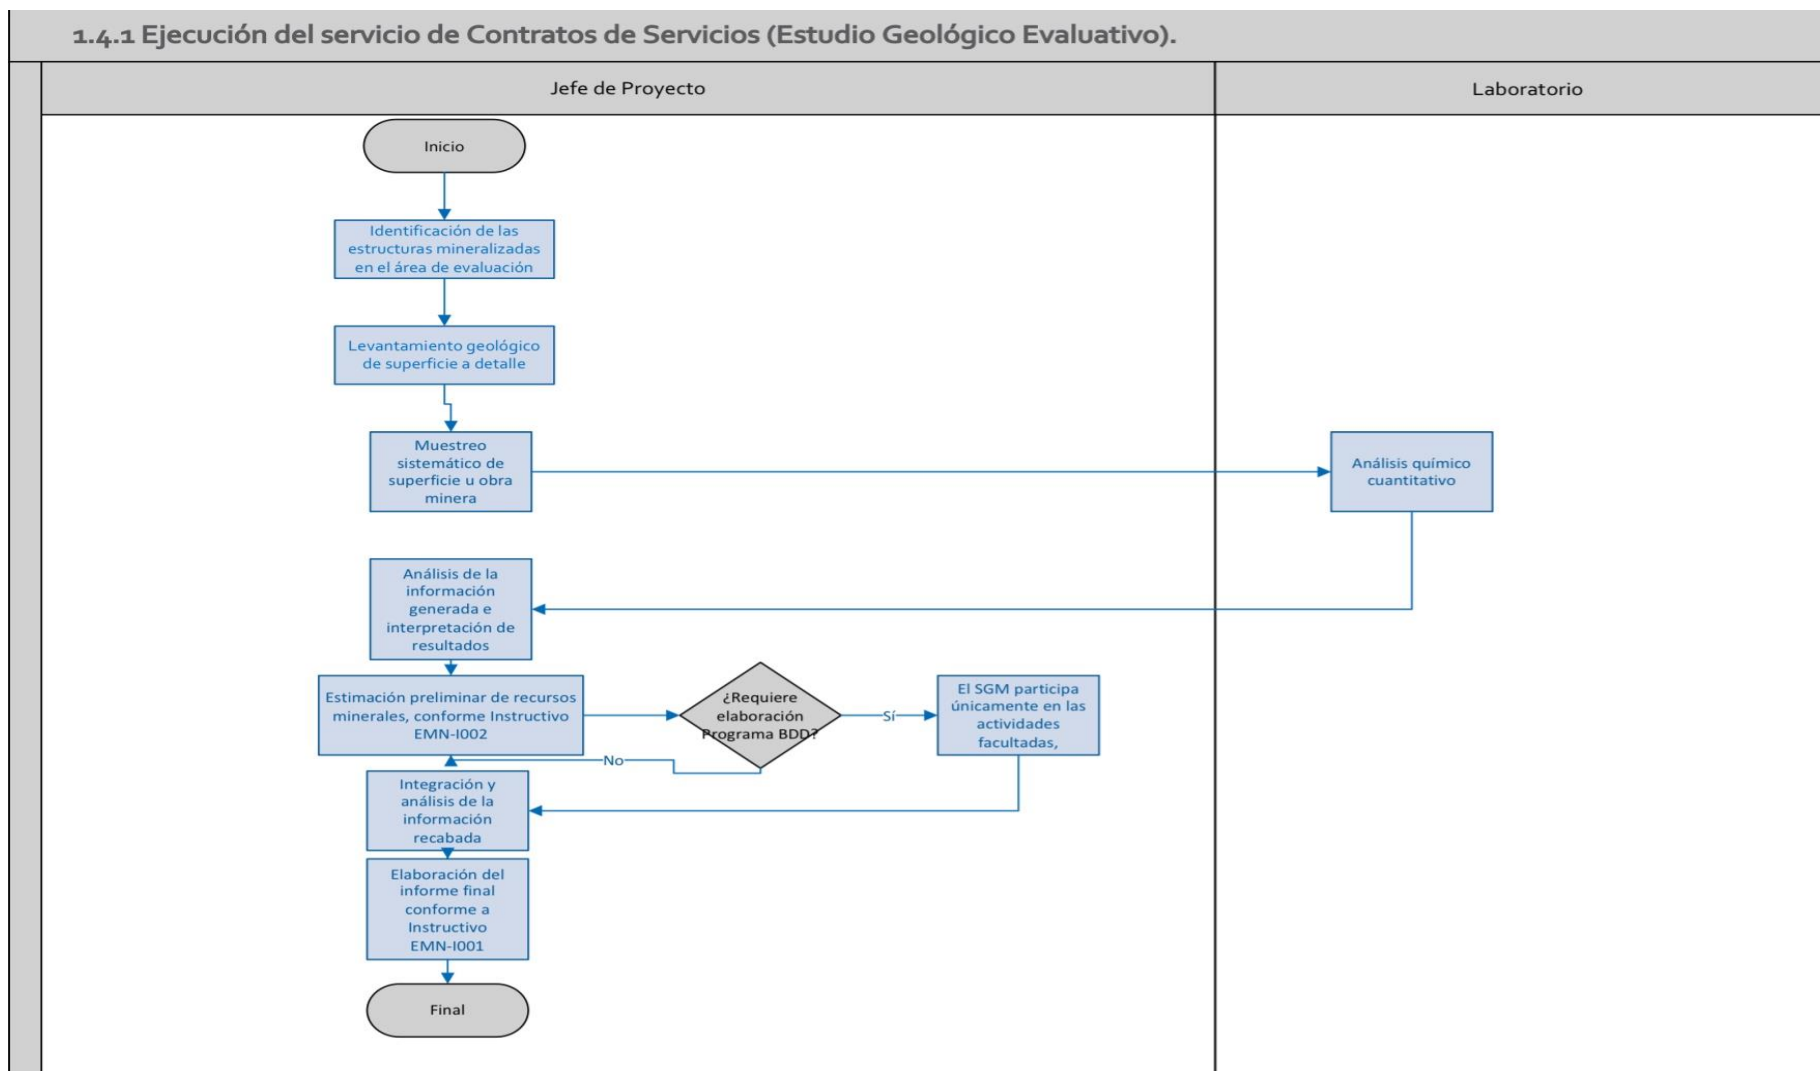 1.4.1 Ejecución del servicio de Contratos de Servicios (Estudio Geológico Evaluativo).
Jefe de Proyecto
Laboratorio
Inicio
Identificación de las
estructuras mineralizadas
en el área de evaluación
Levantamiento geológico
de superficie a detalle
Muestreo
sistemático de
superficie u obra
minera
Análisis químico
cuantitativo
Análisis de la
información
generada e
interpretación de
resultados
Estimación preliminar de recursos
minerales, conforme Instructivo
EMN-I002
¿Requiere
elaboración
Programa BDD?
Sí
El SGM participa
únicamente en las
actividades
facultadas,
No
Integración y
análisis de la
información
recabada
Elaboración del
informe final
conforme a
Instructivo
EMN-I001
Final